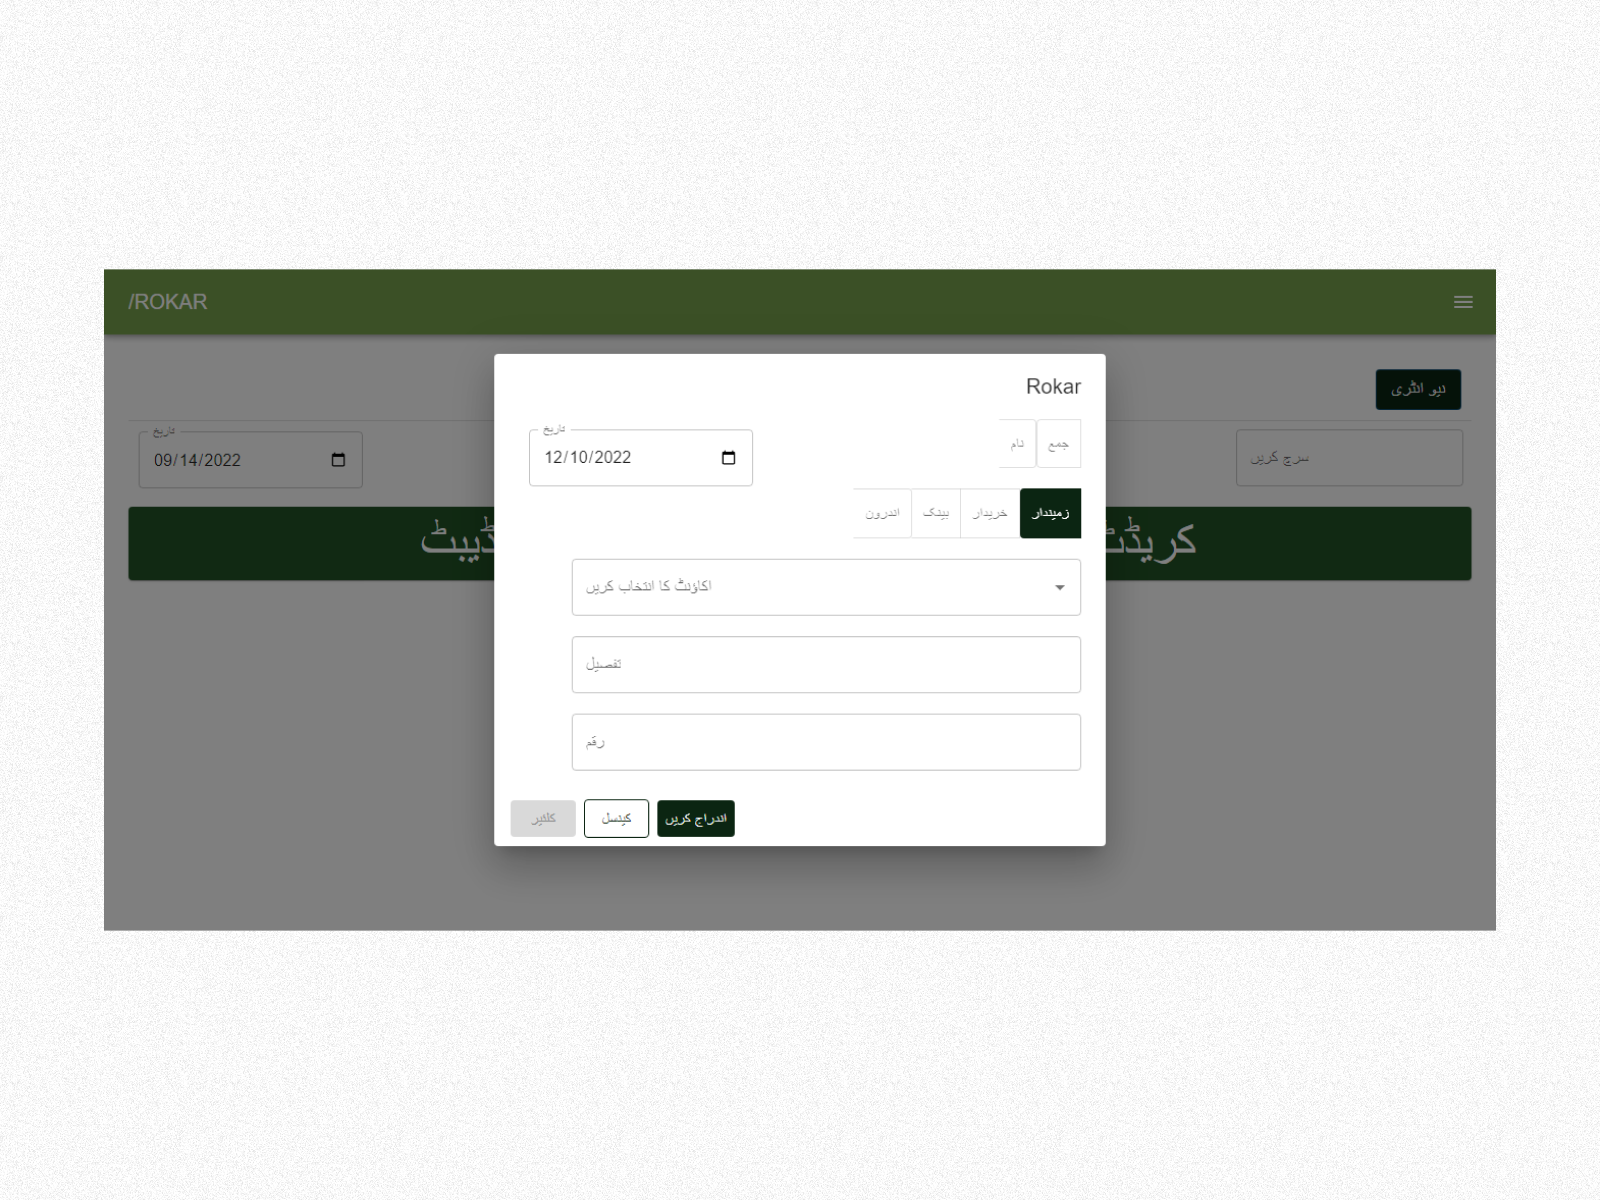 /ROKAR
نیو انٹری
سرچ کریں
تاریخ
09/14/2022
کریڈٹ
ڈیبٹ
Rokar
جمع
نام
تاریخ
12/10/2022
زمیندار
خریدار
بینک
اندرون
اکاؤنٹ کا انتخاب کریں
تفصیل
رقم
اندراج کریں
کینسل
کلئیر